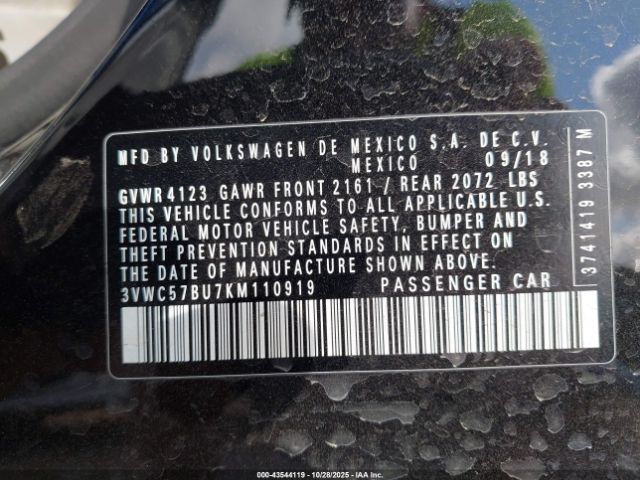 MFD BY VOLKSWAGEN DE MEXICO S.A. DE C.V.
MEXICO 09/18
GVWR 4123 GAWR FRONT 2161 / REAR 2072 LBS
THIS VEHICLE CONFORMS TO ALL APPLICABLE U.S.
FEDERAL MOTOR VEHICLE SAFETY, BUMPER AND
THEFT PREVENTION STANDARDS IN EFFECT ON
THE DATE OF MANUFACTURE SHOWN ABOVE.
3VWC57BU7KM110919 PASSENGER CAR
3741419 3387 M
000-43544119 | 10/28/2025 | IAA Inc.